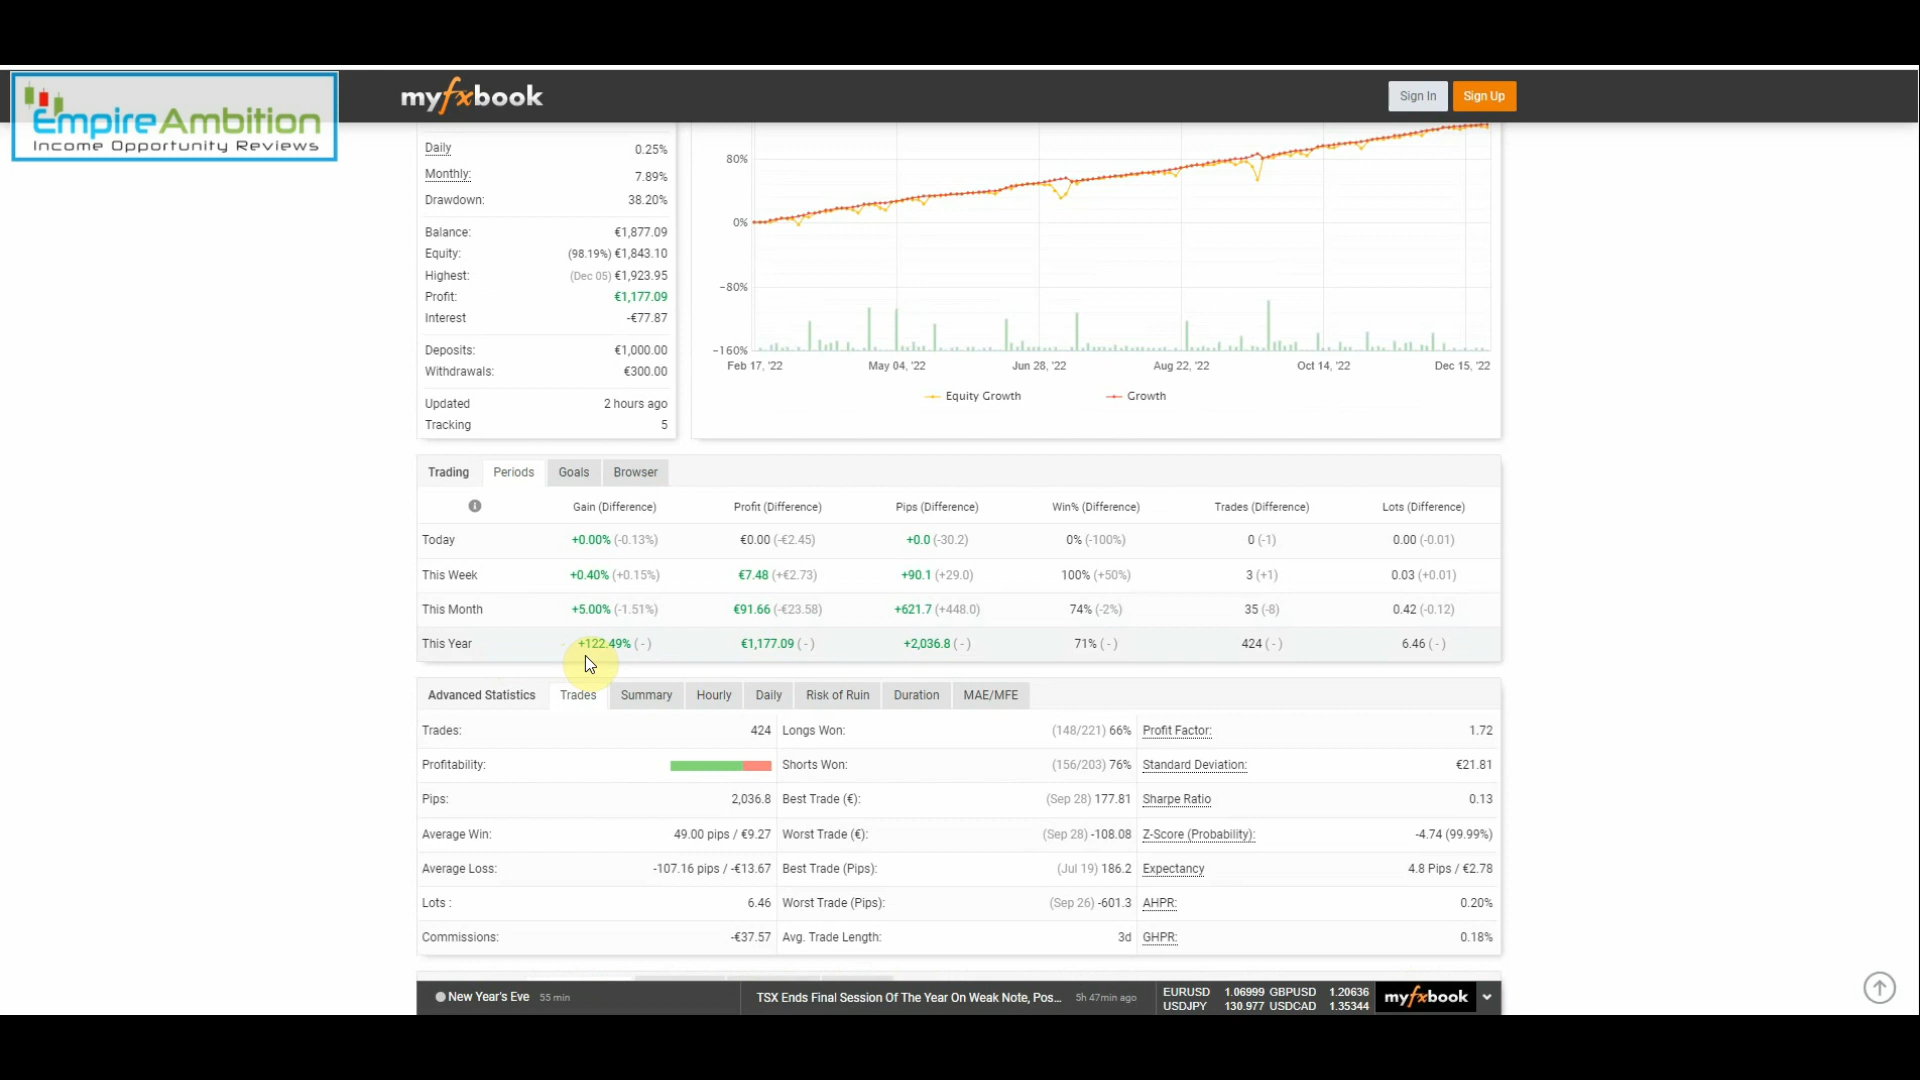 EmpireAmbition
Income Opportunity Reviews
myfxbook
Sign In Sign Up
Daily 0.25%
Monthly: 7.89%
Drawdown: 38.20%
Balance: €1,877.09
Equity: (98.19%) €1,843.10
Highest: (Dec 05) €1,923.95
Profit: €1,177.09
Interest -€77.87
Deposits: €1,000.00
Withdrawals: €300.00
Updated 2 hours ago
Tracking 5
80%
0%
-80%
-160%
Feb 17, '22 May 04, '22 Jun 28, '22 Aug 22, '22 Oct 14, '22 Dec 15, '22
Equity Growth Growth
Trading Periods Goals Browser
Gain (Difference) Profit (Difference) Pips (Difference) Win% (Difference) Trades (Difference) Lots (Difference)
Today +0.00% (-0.13%) €0.00 (-€2.45) +0.0 (-30.2) 0% (-100%) 0 (-1) 0.00 (-0.01)
This Week +0.40% (+0.15%) €7.48 (+€2.73) +90.1 (+29.0) 100% (+50%) 3 (+1) 0.03 (+0.01)
This Month +5.00% (-1.51%) €91.66 (-€23.58) +621.7 (+448.0) 74% (-2%) 35 (-8) 0.42 (-0.12)
This Year +122.49% ( - ) €1,177.09 ( - ) +2,036.8 ( - ) 71% ( - ) 424 ( - ) 6.46 ( - )
Advanced Statistics Trades Summary Hourly Daily Risk of Ruin Duration MAE/MFE
Trades: 424 Longs Won: (148/221) 66% Profit Factor: 1.72
Profitability: Shorts Won: (156/203) 76% Standard Deviation: €21.81
Pips: 2,036.8 Best Trade (€): (Sep 28) 177.81 Sharpe Ratio 0.13
Average Win: 49.00 pips / €9.27 Worst Trade (€): (Sep 28) -108.08 Z-Score (Probability): -4.74 (99.99%)
Average Loss: -107.16 pips / -€13.67 Best Trade (Pips): (Jul 19) 186.2 Expectancy 4.8 Pips / €2.78
Lots : 6.46 Worst Trade (Pips): (Sep 26) -601.3 AHPR: 0.20%
Commissions: -€37.57 Avg. Trade Length: 3d GHPR: 0.18%
New Year's Eve 55 min TSX Ends Final Session Of The Year On Weak Note, Pos... 5h 47min ago EURUSD 1.06999 GBPUSD 1.20636 myfxbook
USDJPY 130.977 USDCAD 1.35344